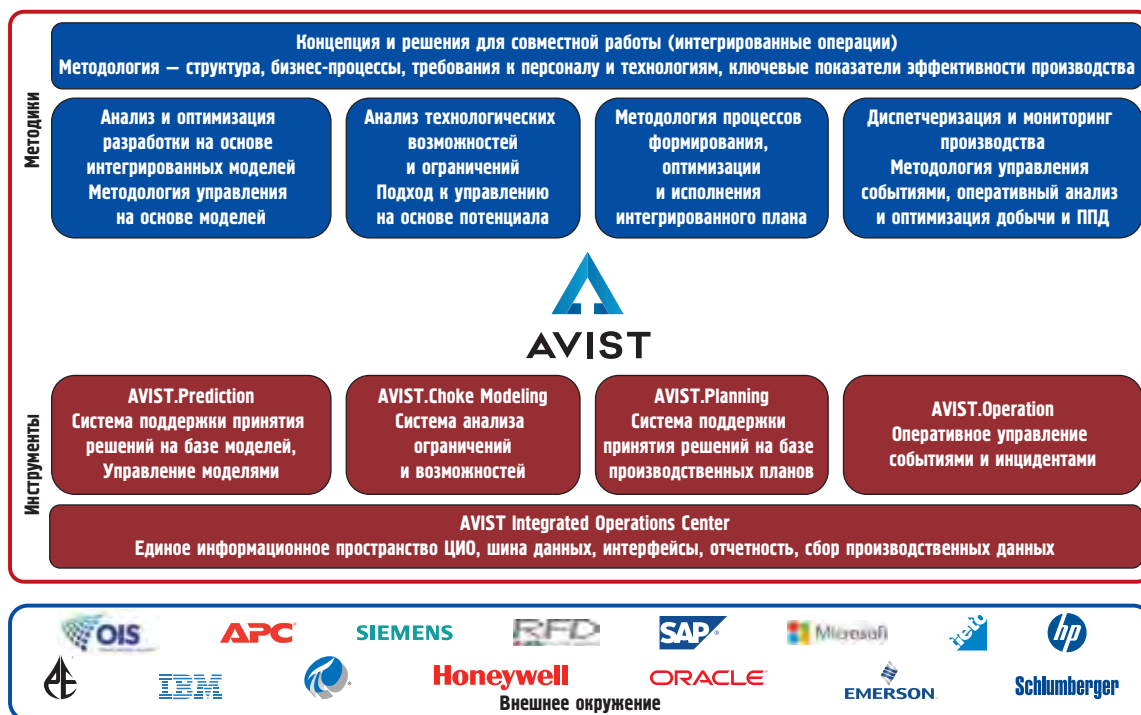 Методики
Концепция и решения для совместной работы (интегрированные операции)
Методология — структура, бизнес-процессы, требования к персоналу и технологиям, ключевые показатели эффективности производства
Анализ и оптимизация
разработки на основе
интегрированных моделей
Методология управления
на основе моделей
Анализ технологических
возможностей
и ограничений
Подход к управлению
на основе потенциала
Методология процессов
формирования,
оптимизации
и исполнения
интегрированного плана
Диспетчеризация и мониторинг
производства
Методология управления
событиями, оперативный анализ
и оптимизация добычи и ППД
AVIST
Инструменты
AVIST.Prediction
Система поддержки принятия
решений на базе моделей,
Управление моделями
AVIST.Choke Modeling
Система анализа
ограничений
и возможностей
AVIST.Planning
Система поддержки
принятия решений на базе
производственных планов
AVIST.Operation
Оперативное управление
событиями и инцидентами
AVIST Integrated Operations Center
Единое информационное пространство ЦИО, шина данных, интерфейсы, отчетность, сбор производственных данных
OIS
APC
SIEMENS
RFD
SAP
Microsoft
hp
IBM
Honeywell
ORACLE
EMERSON
Schlumberger
Внешнее окружение